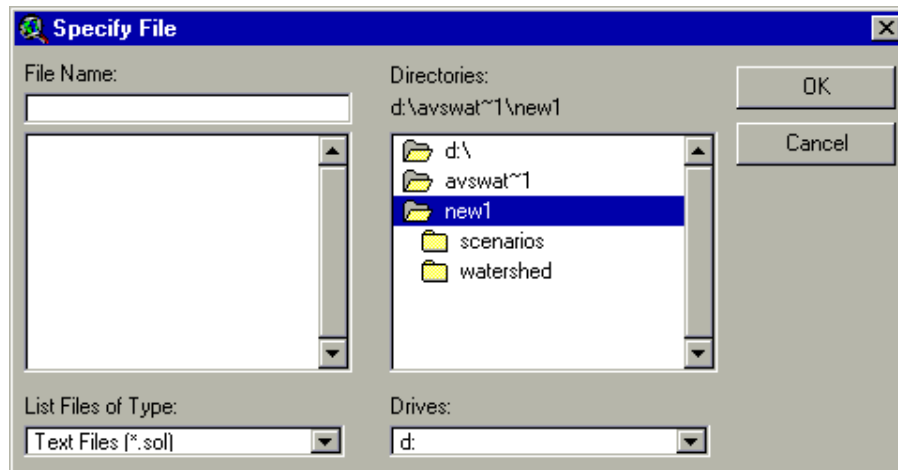 Specify File
File Name:
Directories:
d:\avswat~1\new1
OK
Cancel
d:\
avswat~1
new1
scenarios
watershed
List Files of Type:
Text Files (*.sol)
Drives:
d: